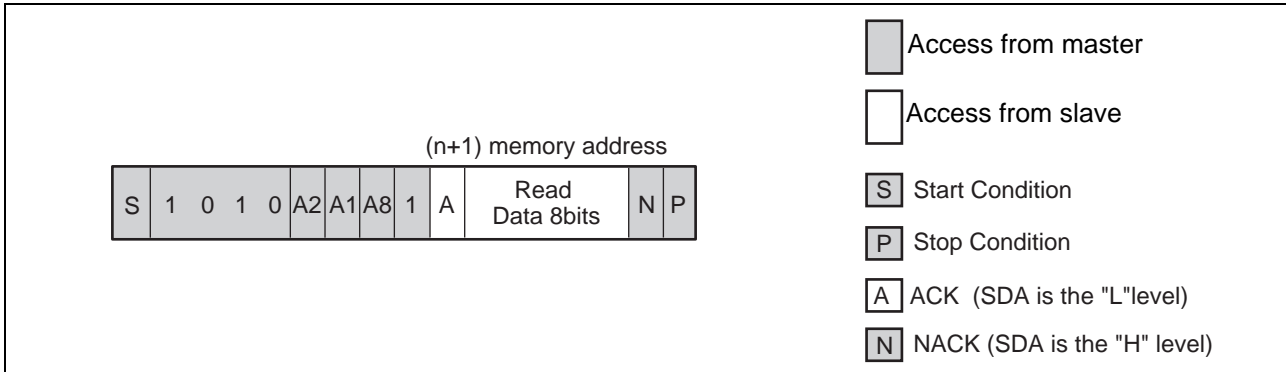 (n+1) memory address
S 1 0 1 0 A2 A1 A8 1 A Read Data 8bits N P
Access from master
Access from slave
S Start Condition
P Stop Condition
A ACK (SDA is the "L"level)
N NACK (SDA is the "H" level)